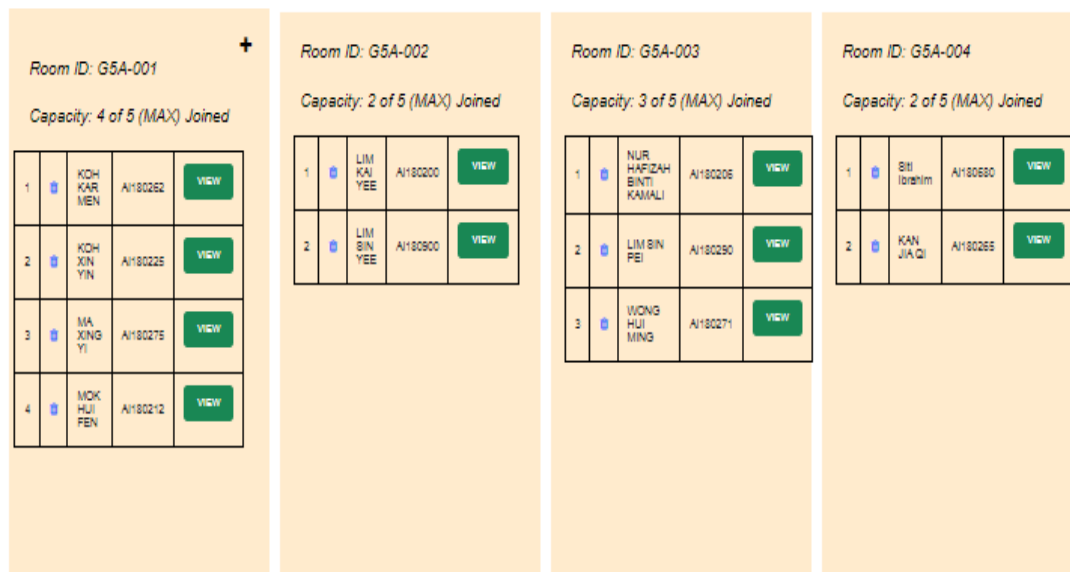 +
Room ID: G5A-001
Capacity: 4 of 5 (MAX) Joined
1 KOH KAR MEN AI180262 VIEW
2 KOH XIN YIN AI180225 VIEW
3 MA XING YI AI180275 VIEW
4 MOK HUI FEN AI180212 VIEW
Room ID: G5A-002
Capacity: 2 of 5 (MAX) Joined
1 LIM KAI YEE AI180200 VIEW
2 LIM SIN YEE AI180900 VIEW
Room ID: G5A-003
Capacity: 3 of 5 (MAX) Joined
1 NUR HAFIZAH BINTI KAMALI AI180206 VIEW
2 LIM SIN PEI AI180290 VIEW
3 WONG HUI MING AI180271 VIEW
Room ID: G5A-004
Capacity: 2 of 5 (MAX) Joined
1 Siti Ibrahim AI180680 VIEW
2 KAN JIA QI AI180265 VIEW